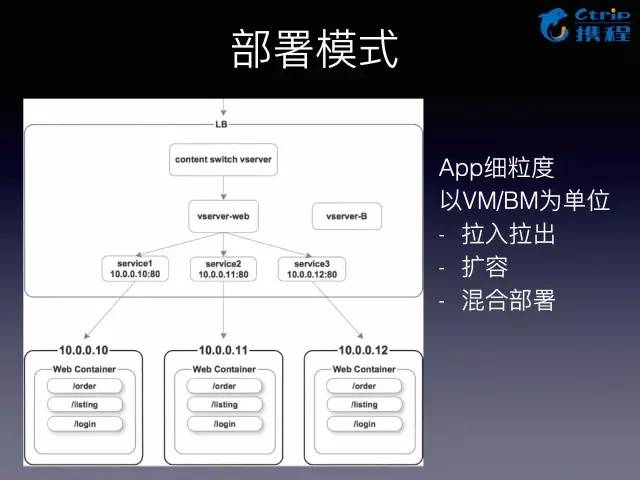 Ctrip
携程
部署模式
LB
content switch vserver
vserver-web
vserver-B
service1
10.0.0.10:80
service2
10.0.0.11:80
service3
10.0.0.12:80
10.0.0.10
Web Container
/order
/listing
/login
10.0.0.11
Web Container
/order
/listing
/login
10.0.0.12
Web Container
/order
/listing
/login
App细粒度
以VM/BM为单位
- 拉入拉出
- 扩容
- 混合部署